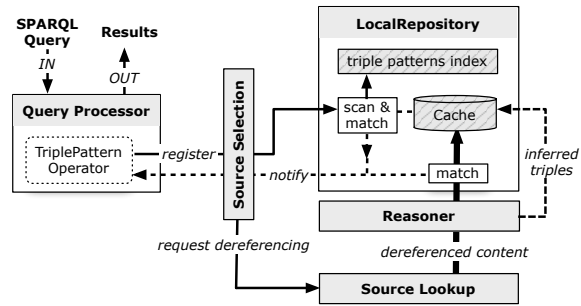 SPARQL
Query
Results
IN
OUT
Query Processor
TriplePattern
Operator
register
notify
Source Selection
request dereferencing
LocalRepository
triple patterns index
scan &
match
Cache
match
inferred
triples
Reasoner
dereferenced content
Source Lookup